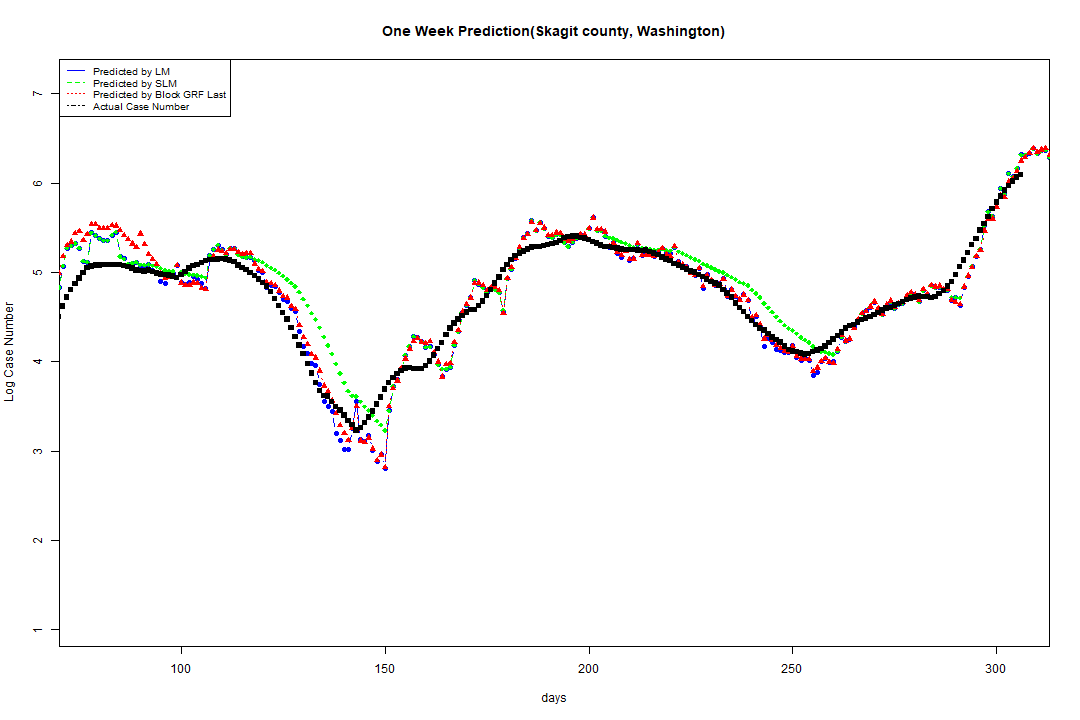 One Week Prediction(Skagit county, Washington)
Predicted by LM
Predicted by SLM
Predicted by Block GRF Last
Actual Case Number
7
6
5
4
3
2
1
Log Case Number
100 150 200 250 300
days